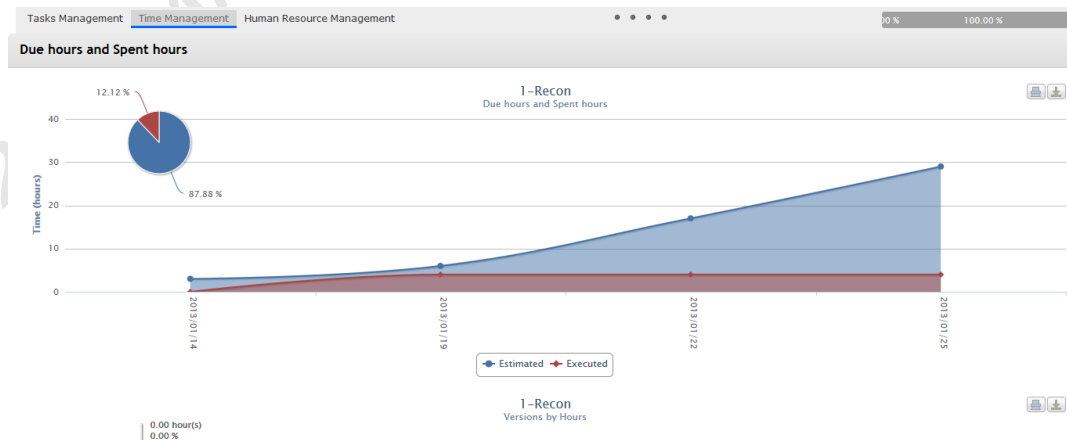 Tasks Management Time Management Human Resource Management
100.00 %
Due hours and Spent hours
1-Recon
Due hours and Spent hours
12.12 %
87.88 %
Time (hours)
40
30
20
10
0
2013/01/14
2013/01/19
2013/01/22
2013/01/25
Estimated Executed
1-Recon
Versions by Hours
0.00 hour(s)
0.00 %